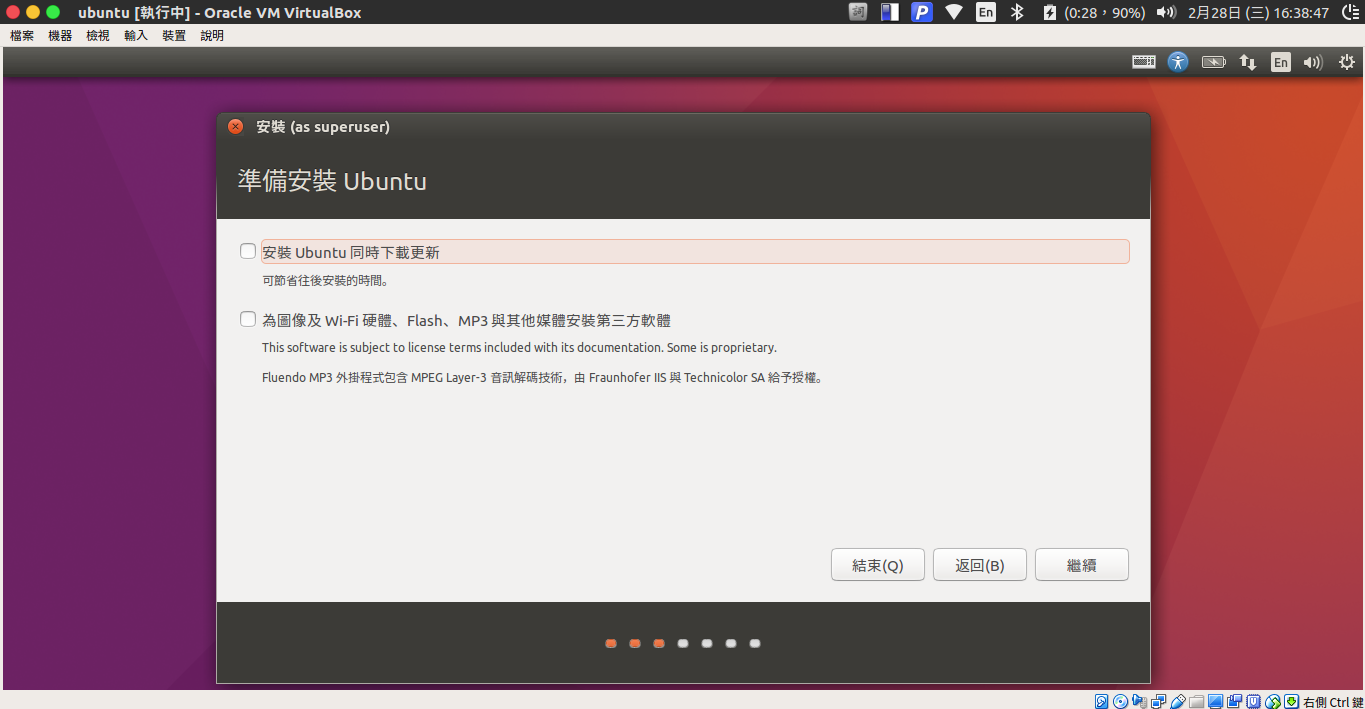 ubuntu [執行中] - Oracle VM VirtualBox
En (0:28，90%) 2月28日 (三) 16:38:47
檔案 機器 檢視 輸入 裝置 說明
En
安裝 (as superuser)
準備安裝 Ubuntu
安裝 Ubuntu 同時下載更新
可節省往後安裝的時間。
為圖像及 Wi-Fi 硬體、Flash、MP3 與其他媒體安裝第三方軟體
This software is subject to license terms included with its documentation. Some is proprietary.
Fluendo MP3 外掛程式包含 MPEG Layer-3 音訊解碼技術，由 Fraunhofer IIS 與 Technicolor SA 給予授權。
結束(Q) 返回(B) 繼續
右側 Ctrl 鍵